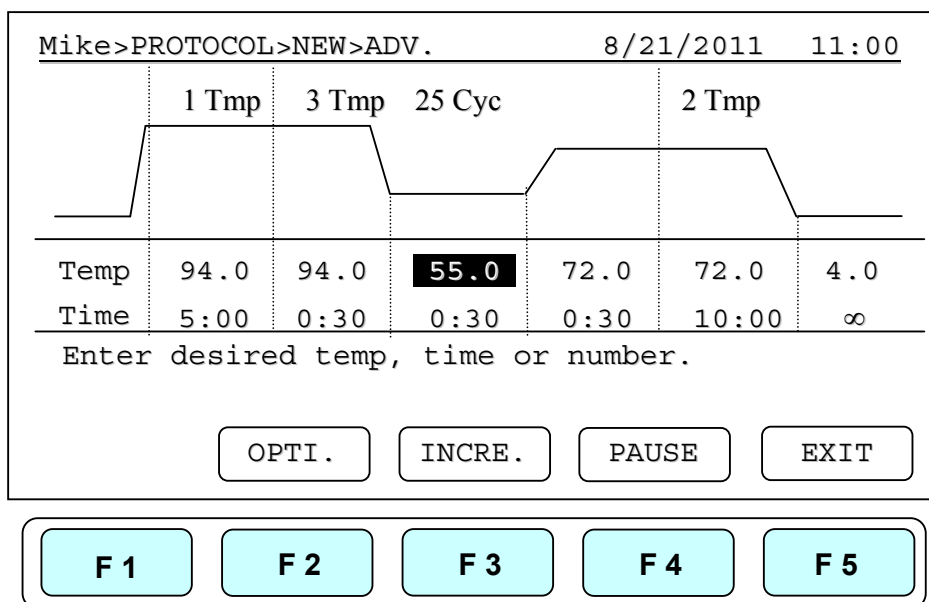 Mike>PROTOCOL>NEW>ADV. 8/21/2011 11:00
1 Tmp 3 Tmp 25 Cyc 2 Tmp
Temp 94.0 94.0 55.0 72.0 72.0 4.0
Time 5:00 0:30 0:30 0:30 10:00 ∞
Enter desired temp, time or number.
OPTI. INCRE. PAUSE EXIT
F 1 F 2 F 3 F 4 F 5